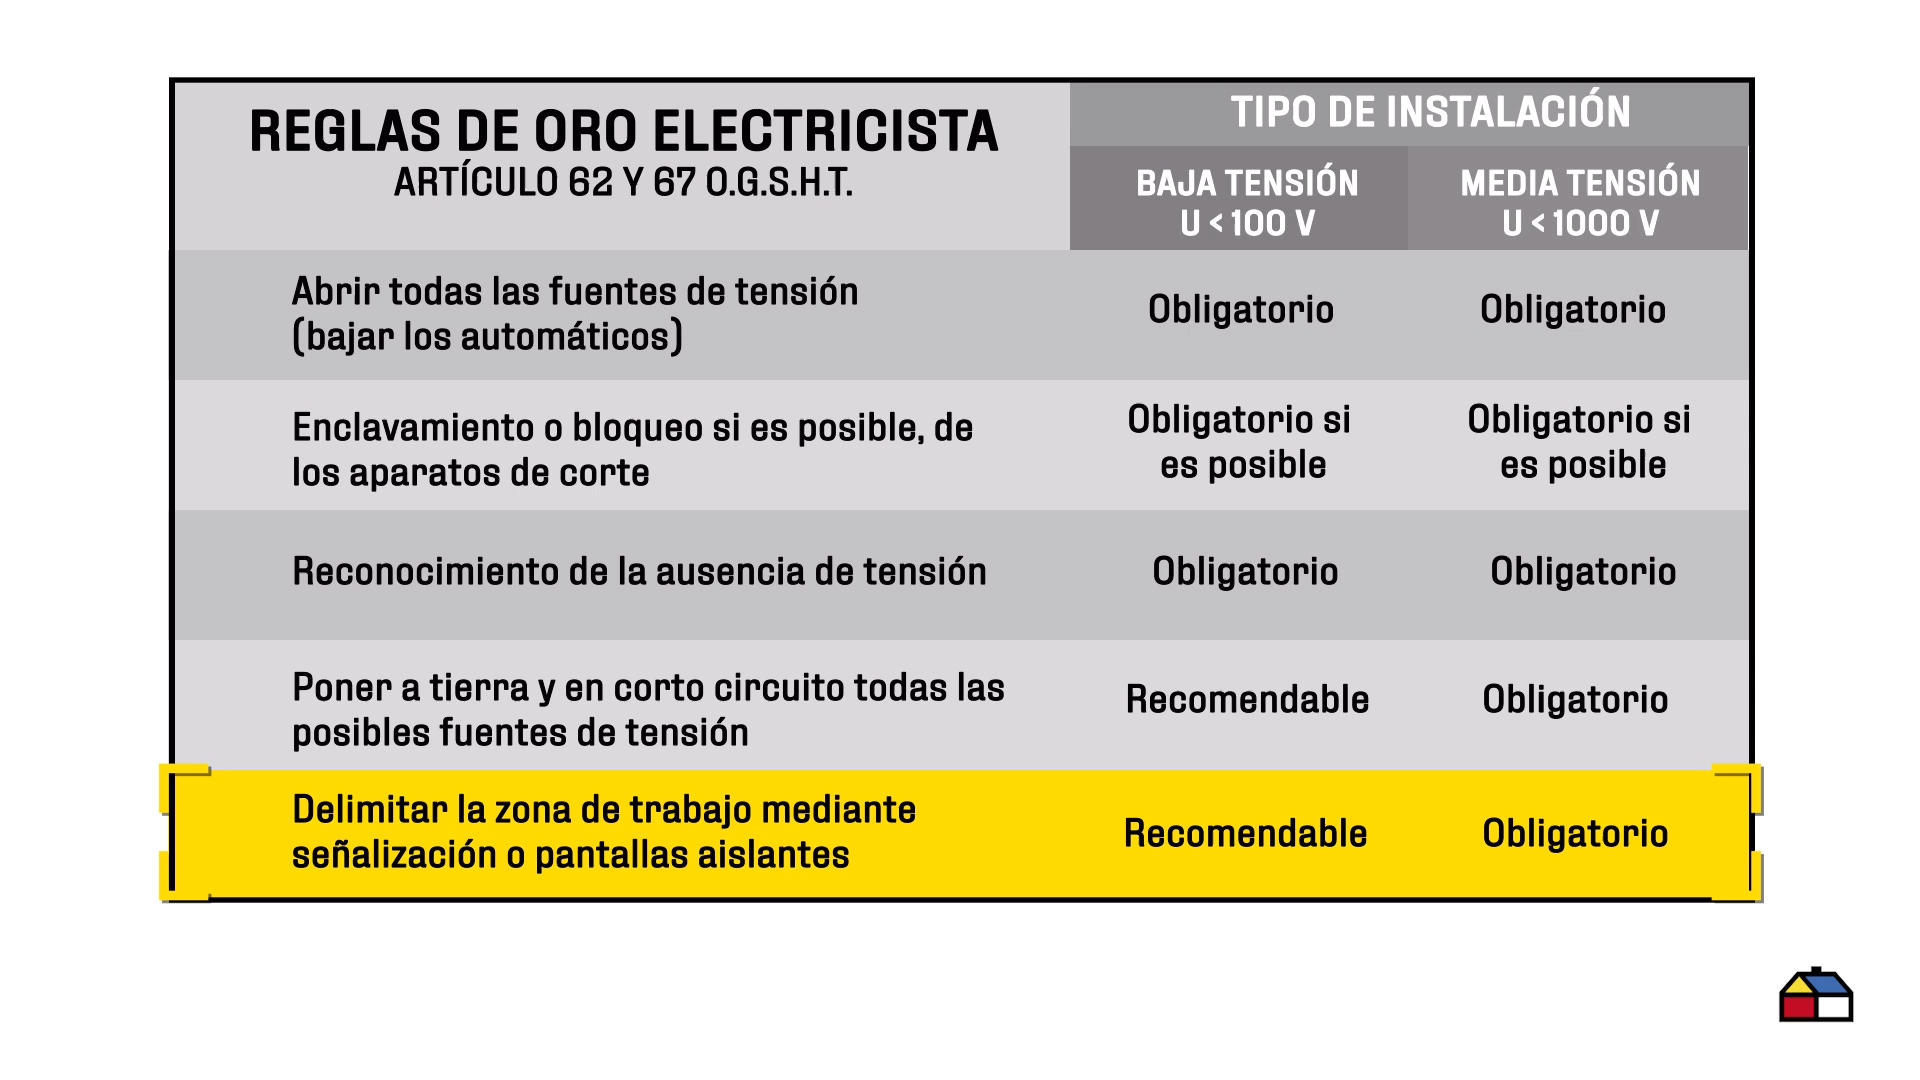 REGLAS DE ORO ELECTRICISTA
ARTÍCULO 62 Y 67 O.G.S.H.T.
TIPO DE INSTALACIÓN
BAJA TENSIÓN
U < 100 V
MEDIA TENSIÓN
U < 1000 V
Abrir todas las fuentes de tensión
(bajar los automáticos)
Obligatorio
Obligatorio
Enclavamiento o bloqueo si es posible, de
los aparatos de corte
Obligatorio si
es posible
Obligatorio si
es posible
Reconocimiento de la ausencia de tensión
Obligatorio
Obligatorio
Poner a tierra y en corto circuito todas las
posibles fuentes de tensión
Recomendable
Obligatorio
Delimitar la zona de trabajo mediante
señalización o pantallas aislantes
Recomendable
Obligatorio